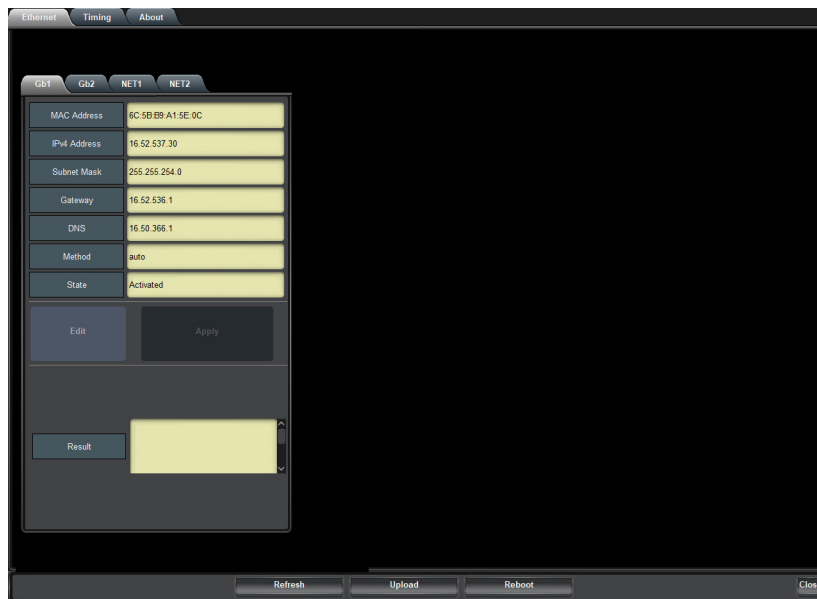 Ethernet Timing About
Gb1 Gb2 NET1 NET2
MAC Address 6C:5B:B9:A1:5E:0C
IPv4 Address 16.52.537.30
Subnet Mask 255.255.254.0
Gateway 16.52.536.1
DNS 16.50.366.1
Method auto
State Activated
Edit Apply
Result
Refresh Upload Reboot Clos